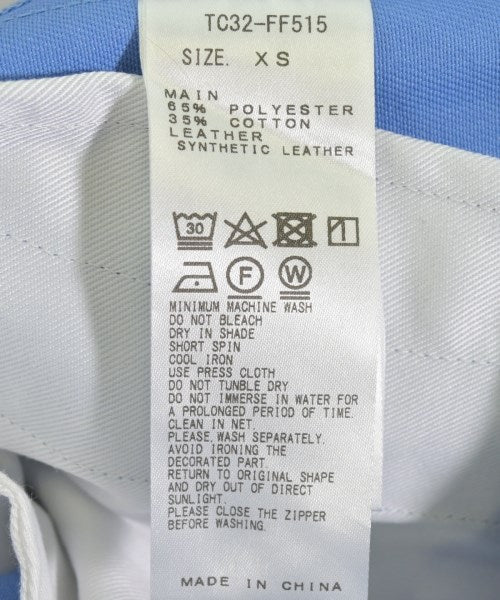 TC32-FF515
SIZE. XS
MAIN
65% POLYESTER
35% COTTON
LEATHER
SYNTHETIC LEATHER
30
F W
MINIMUM MACHINE WASH
DO NOT BLEACH
DRY IN SHADE
SHORT SPIN
COOL IRON
USE PRESS CLOTH
DO NOT TUMBLE DRY
DO NOT IMMERSE IN WATER FOR
A PROLONGED PERIOD OF TIME.
CLEAN IN NET.
PLEASE, WASH SEPARATELY.
AVOID IRONING THE
DECORATED PART.
RETURN TO ORIGINAL SHAPE
AND DRY OUT OF DIRECT
SUNLIGHT.
PLEASE CLOSE THE ZIPPER
BEFORE WASHING.
MADE IN CHINA